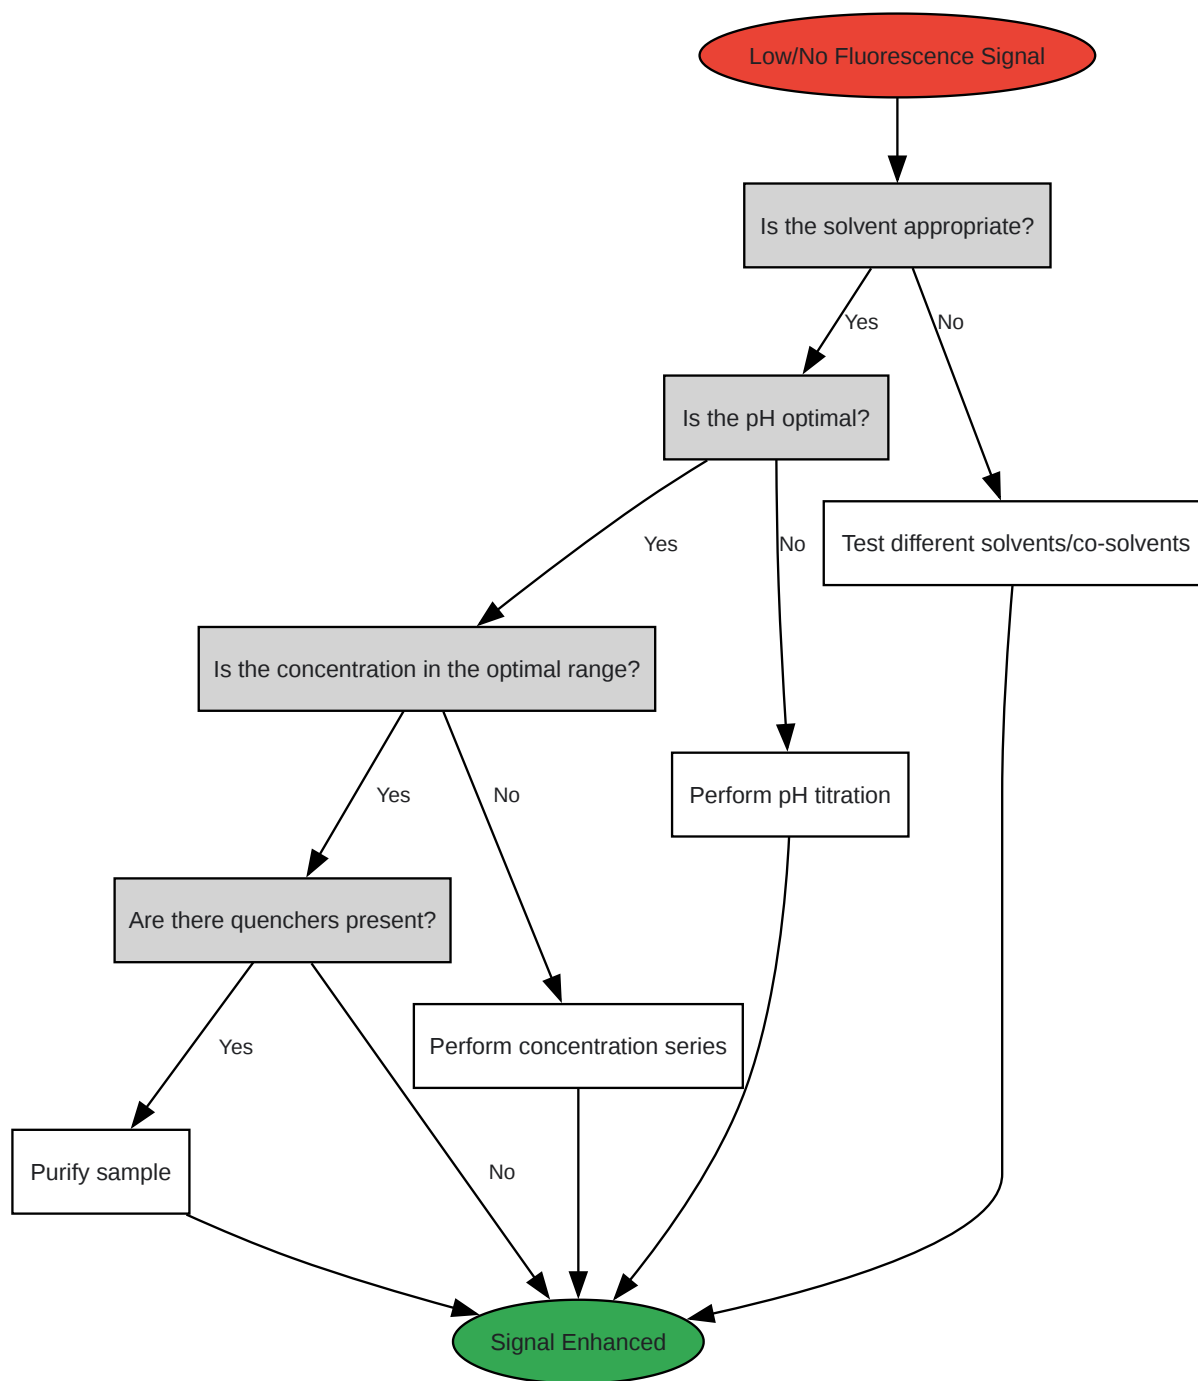 Low/No Fluorescence Signal
Is the solvent appropriate?
Yes
No
Is the pH optimal?
Test different solvents/co-solvents
Yes
No
Is the concentration in the optimal range?
Perform pH titration
Yes
No
Are there quenchers present?
Perform concentration series
Yes
Purify sample
No
Signal Enhanced